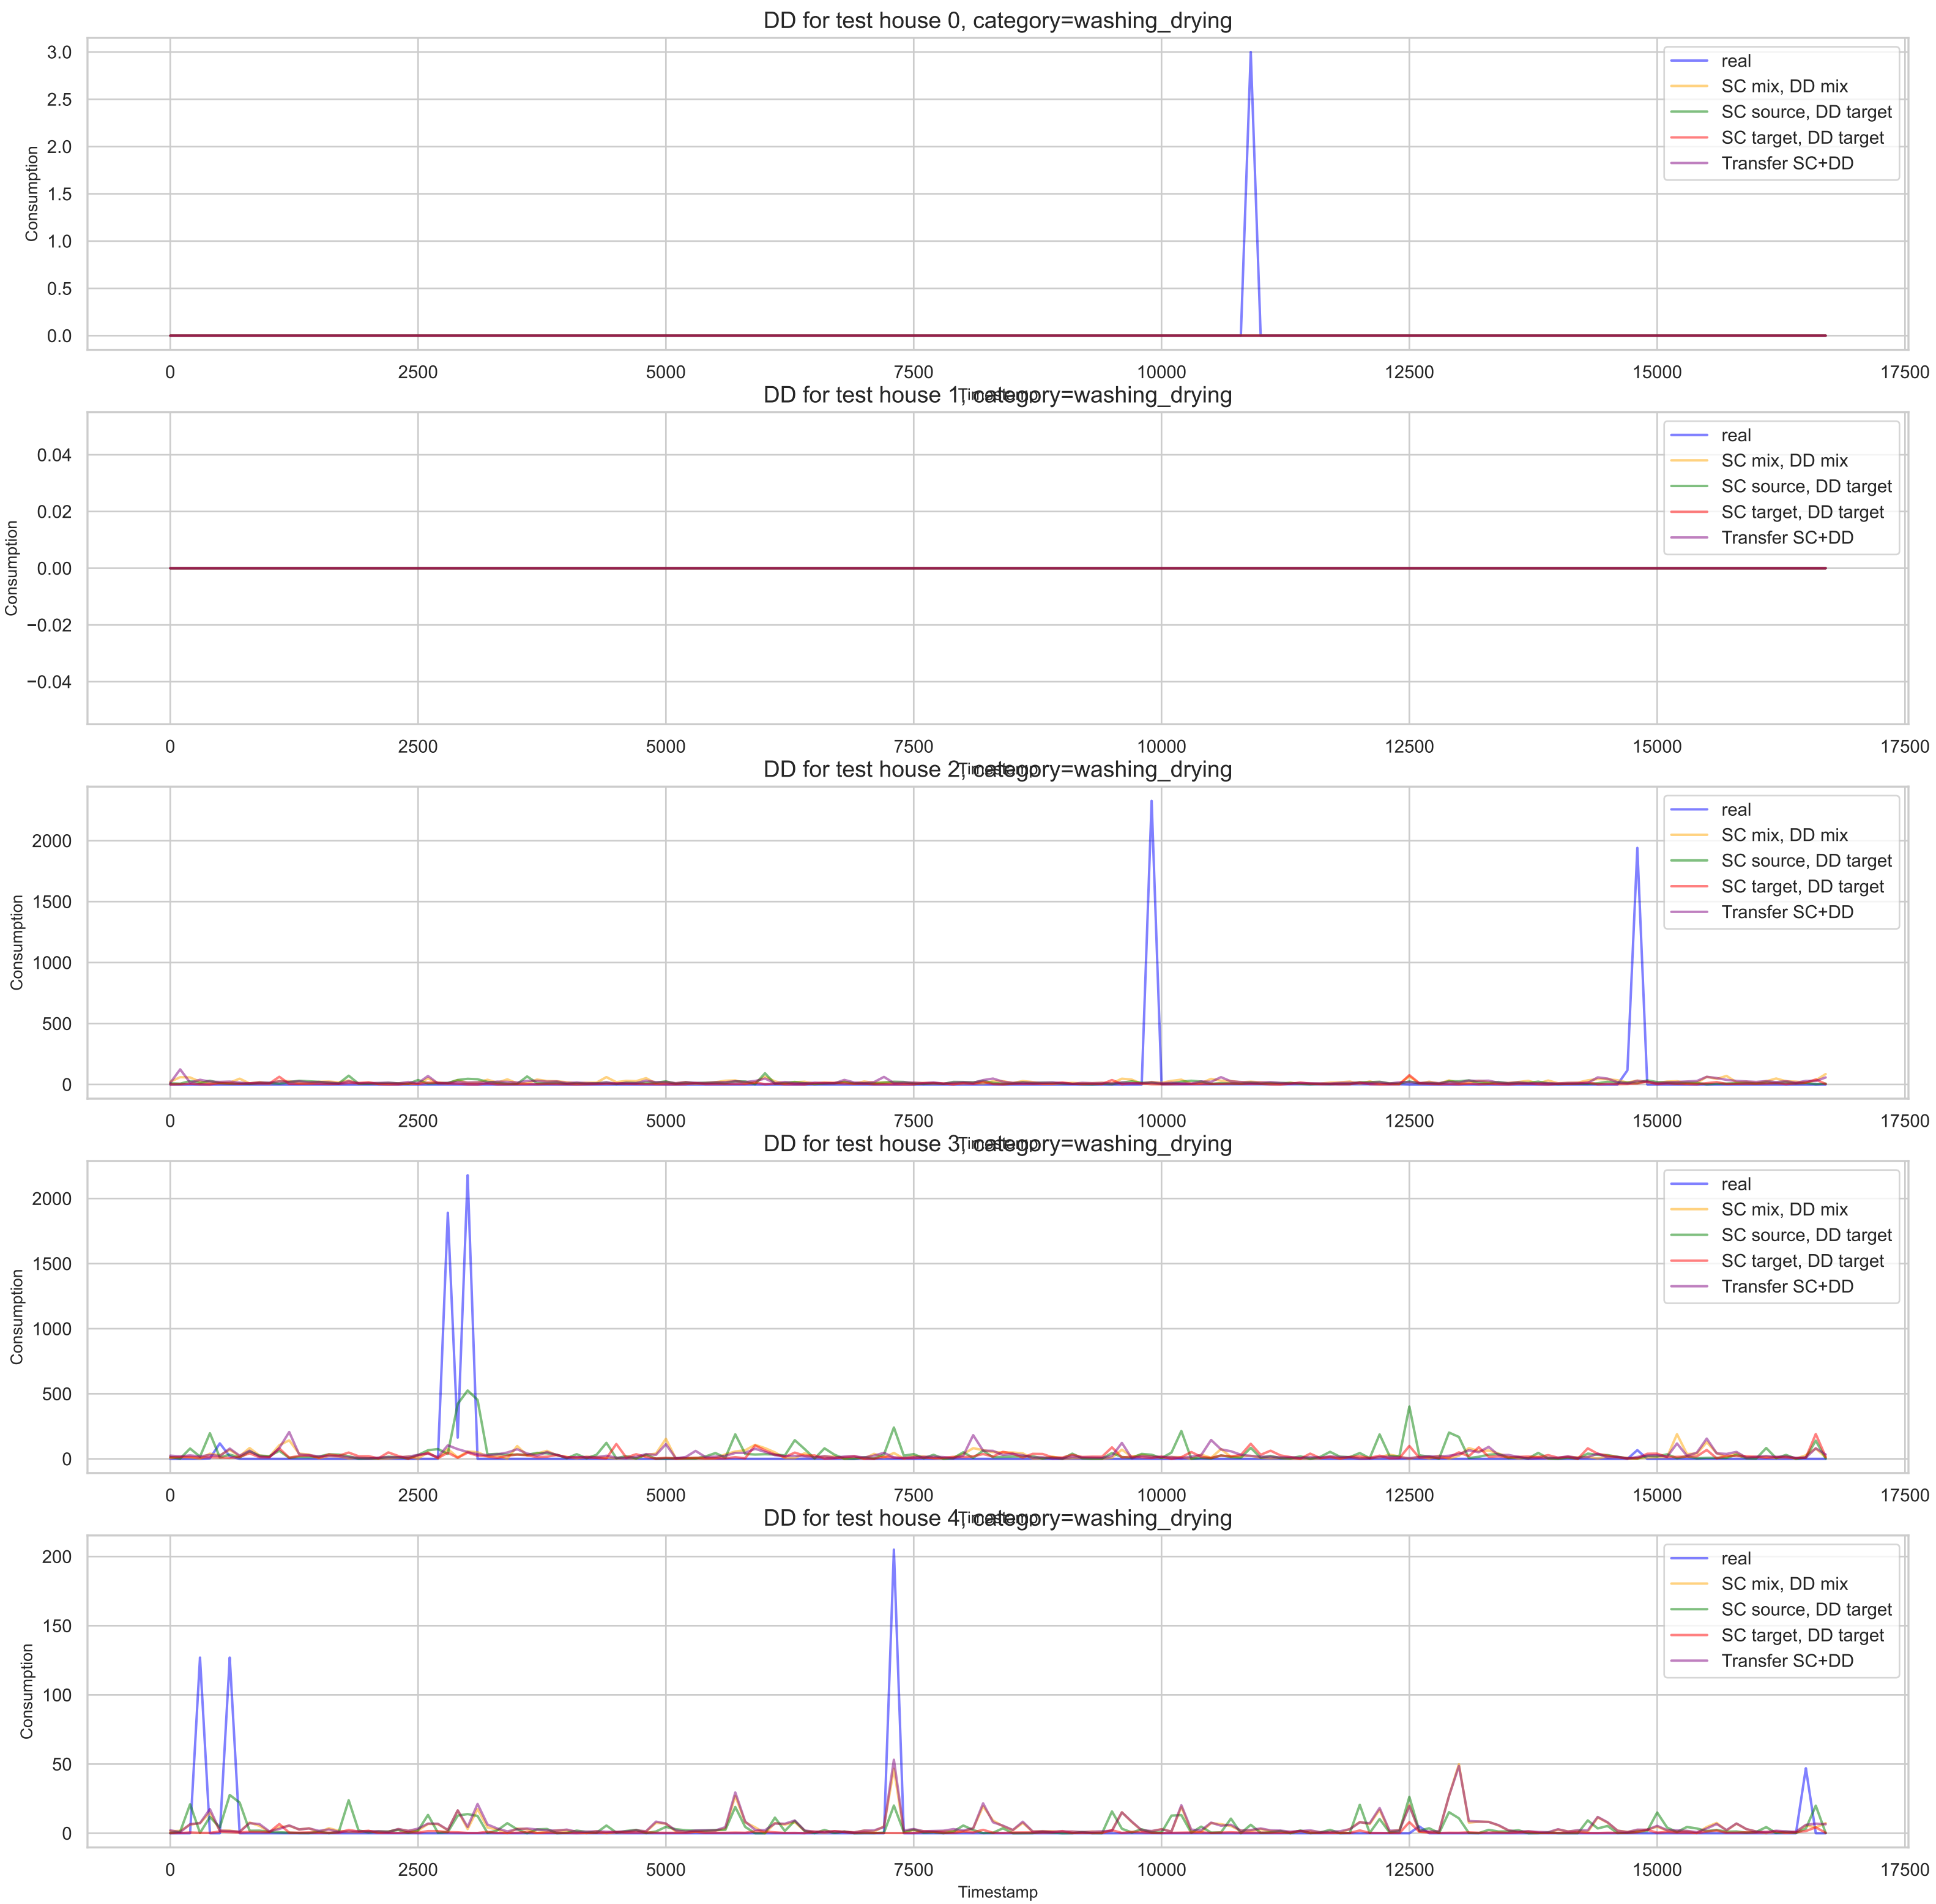 DD for test house 0, category=washing_drying
3.0
2.5
2.0
1.5
1.0
0.5
0.0
Consumption
real
SC mix, DD mix
SC source, DD target
SC target, DD target
Transfer SC+DD
0 2500 5000 7500 10000 12500 15000 17500
Timestamp
DD for test house 1, category=washing_drying
0.04
0.02
0.00
−0.02
−0.04
Consumption
real
SC mix, DD mix
SC source, DD target
SC target, DD target
Transfer SC+DD
0 2500 5000 7500 10000 12500 15000 17500
Timestamp
DD for test house 2, category=washing_drying
2000
1500
1000
500
0
Consumption
real
SC mix, DD mix
SC source, DD target
SC target, DD target
Transfer SC+DD
0 2500 5000 7500 10000 12500 15000 17500
Timestamp
DD for test house 3, category=washing_drying
2000
1500
1000
500
0
Consumption
real
SC mix, DD mix
SC source, DD target
SC target, DD target
Transfer SC+DD
0 2500 5000 7500 10000 12500 15000 17500
Timestamp
DD for test house 4, category=washing_drying
200
150
100
50
0
Consumption
real
SC mix, DD mix
SC source, DD target
SC target, DD target
Transfer SC+DD
0 2500 5000 7500 10000 12500 15000 17500
Timestamp